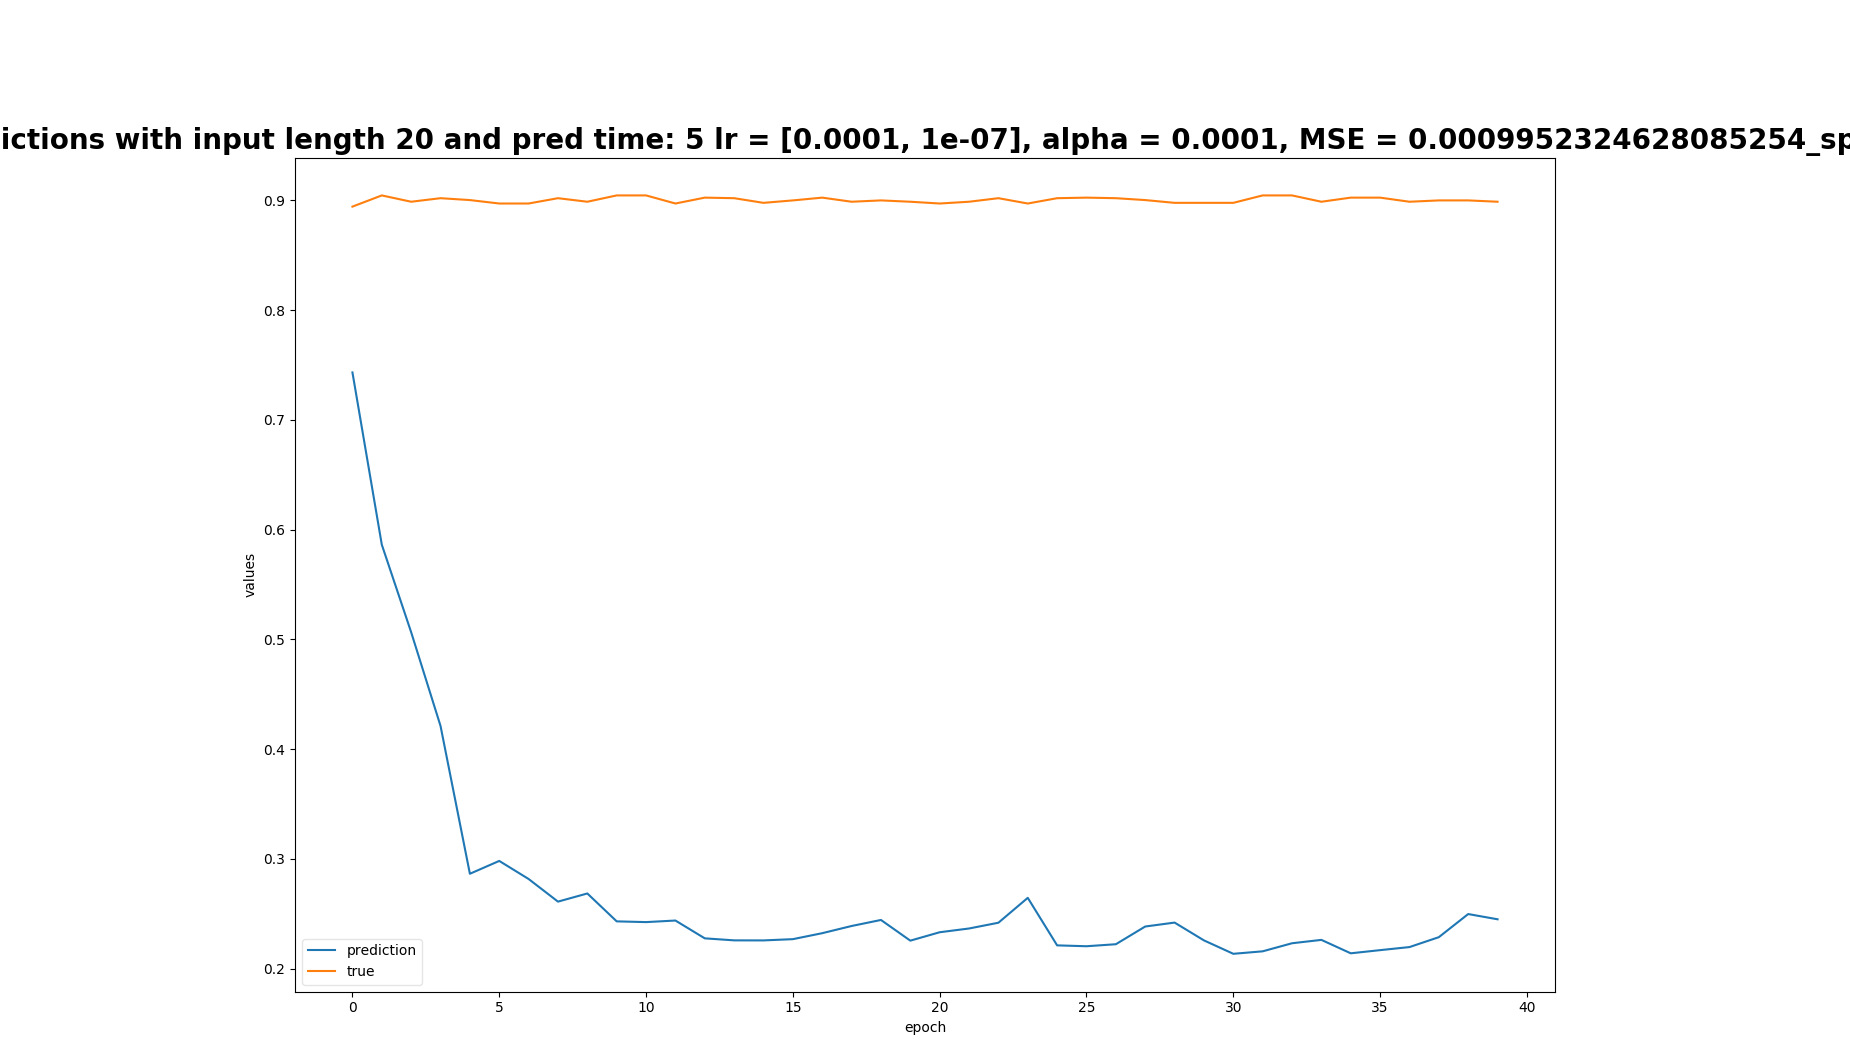 ictions with input length 20 and pred time: 5 lr = [0.0001, 1e-07], alpha = 0.0001, MSE = 0.0009952324628085254_sp
0.9
0.8
0.7
0.6
0.5
0.4
0.3
0.2
values
prediction
true
0 5 10 15 20 25 30 35 40
epoch